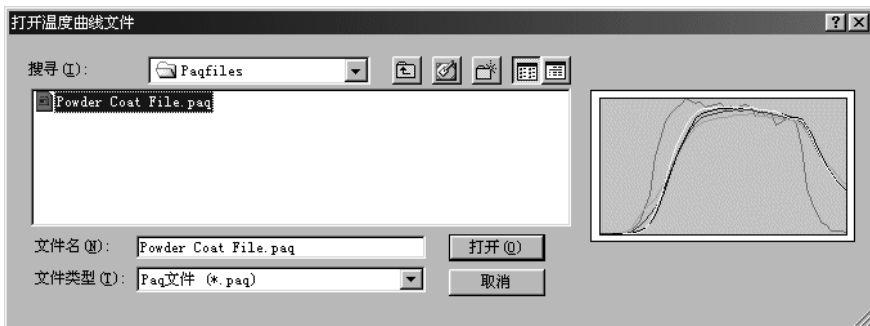 打开温度曲线文件
搜寻(I):
Paqfiles
Powder Coat File.paq
文件名(N):
Powder Coat File.paq
打开(O)
文件类型(T):
Paq文件 (*.paq)
取消